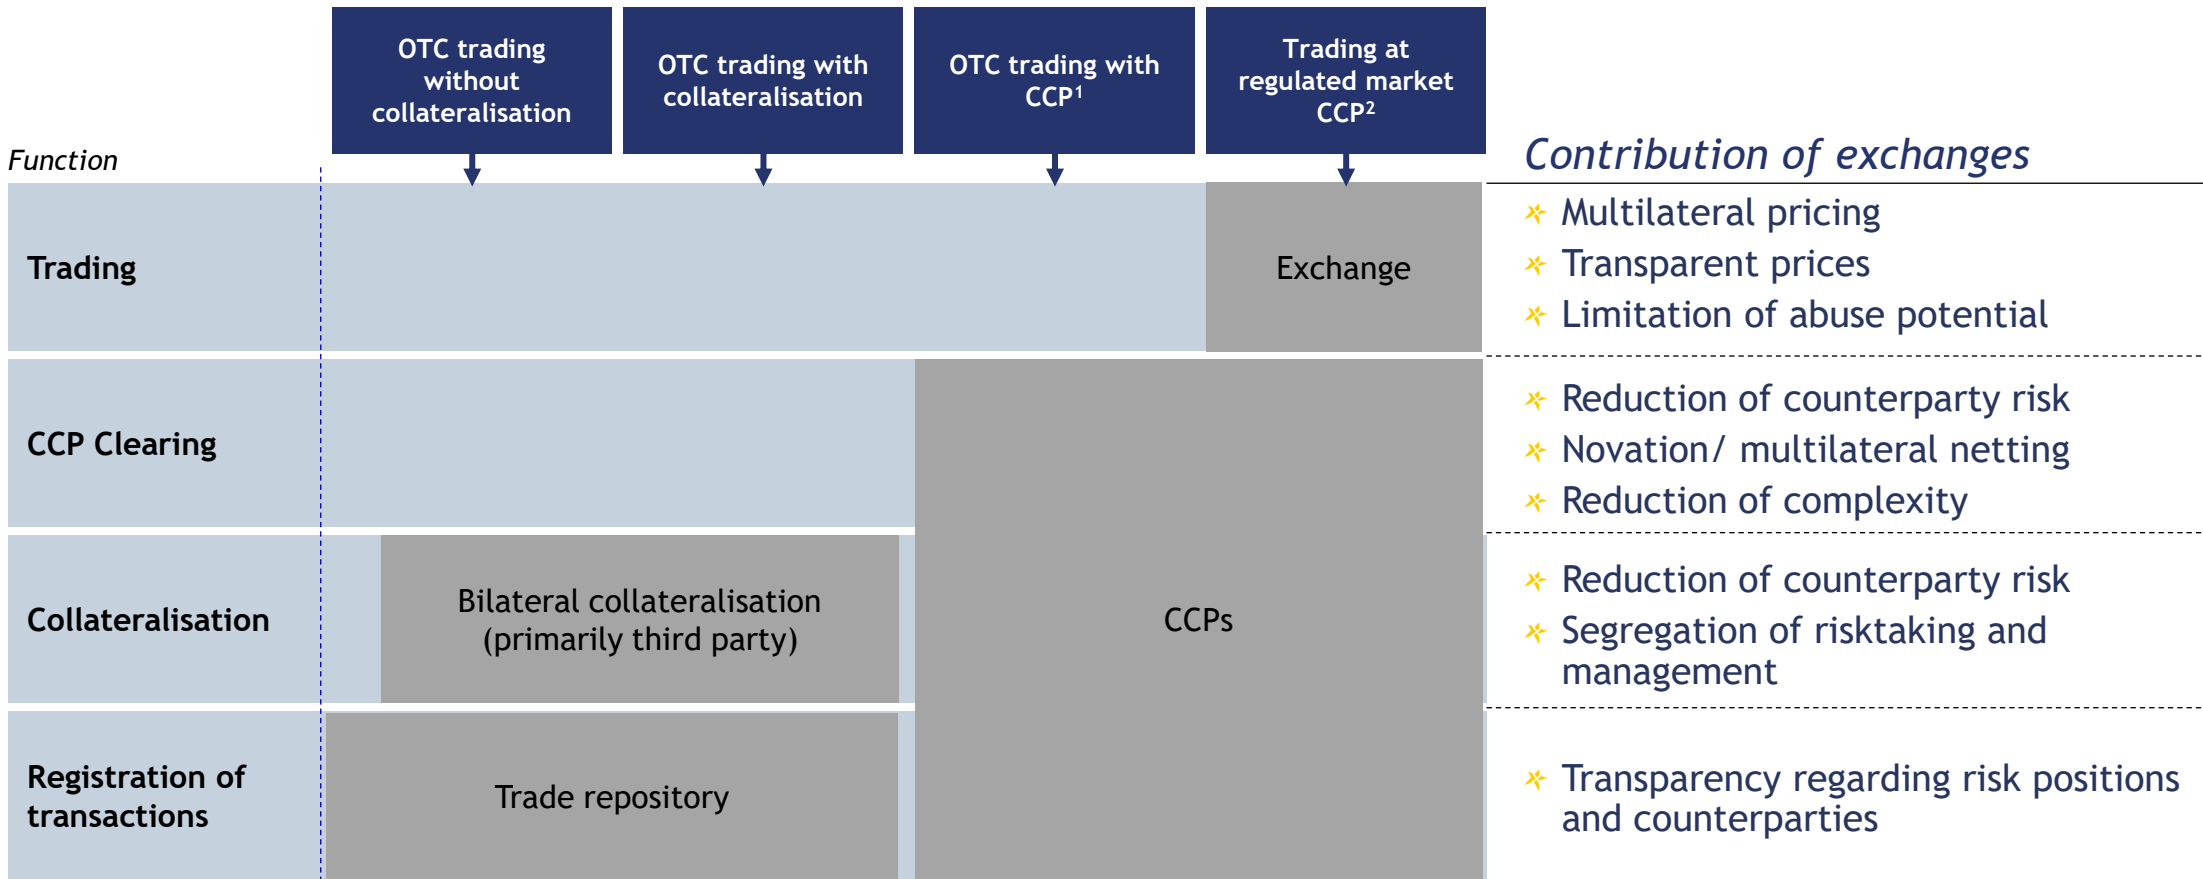 OTC trading
without
collateralisation
OTC trading with
collateralisation
OTC trading with
CCP1
Trading at
regulated market
CCP2
Function
Contribution of exchanges
Trading
Exchange
Multilateral pricing
Transparent prices
Limitation of abuse potential
CCP Clearing
CCPs
Reduction of counterparty risk
Novation/ multilateral netting
Reduction of complexity
Collateralisation
Bilateral collateralisation
(primarily third party)
Reduction of counterparty risk
Segregation of risktaking and
management
Registration of
transactions
Trade repository
Transparency regarding risk positions
and counterparties